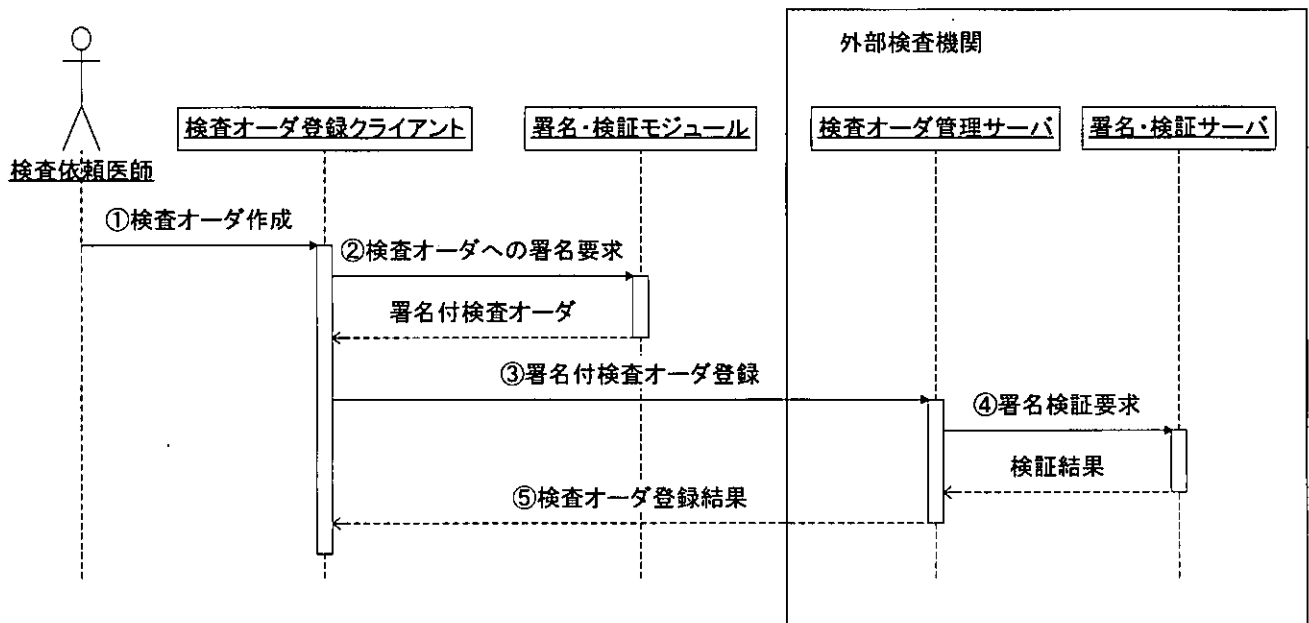 外部検査機関
検査オーダ登録クライアント
署名・検証モジュール
検査オーダ管理サーバ
署名・検証サーバ
検査依頼医師
①検査オーダ作成
②検査オーダへの署名要求
署名付検査オーダ
③署名付検査オーダ登録
④署名検証要求
検証結果
⑤検査オーダ登録結果